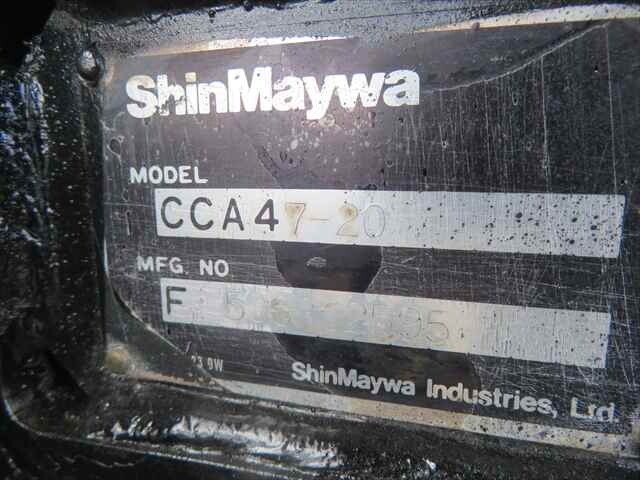 ShinMaywa
MODEL
CCA47-20
MFG. NO
F
ShinMaywa Industries, Ltd.